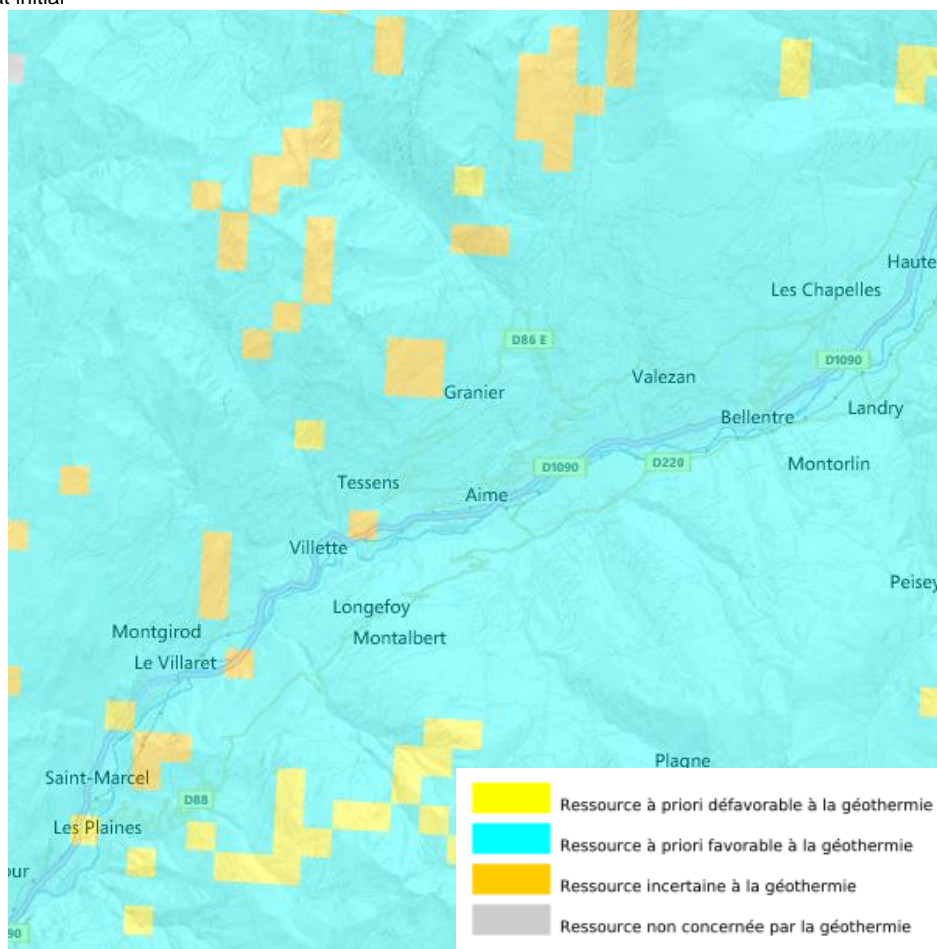 at initial
Haute
Les Chapelles
D86 E
D1090
Valezan
Granier
Landry
Bellentre
D1090
D220
Montorlin
Tessens
Aime
Villette
Peisey
Longefoy
Montgirod
Montalbert
Le Villaret
Plagne
Saint-Marcel
D88
Les Plaines
our
90
Ressource à priori défavorable à la géothermie
Ressource à priori favorable à la géothermie
Ressource incertaine à la géothermie
Ressource non concernée par la géothermie